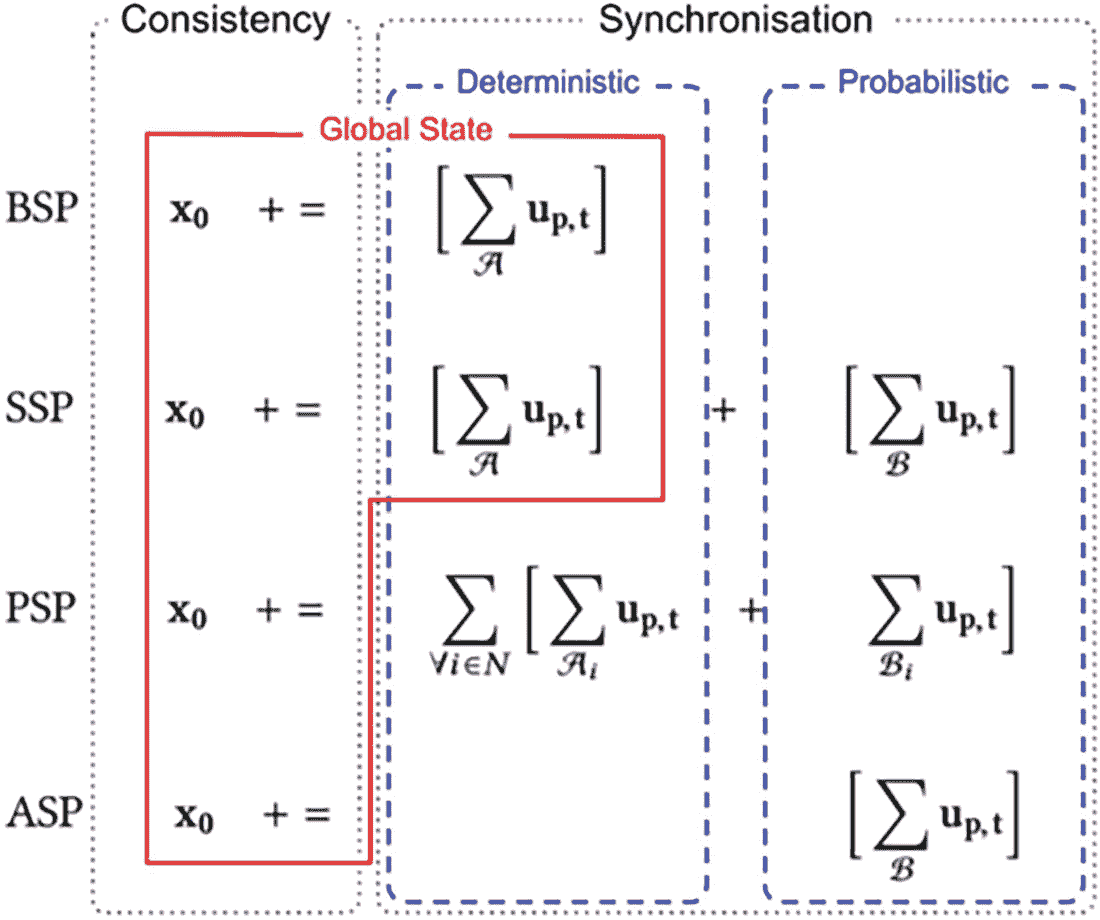 Consistency Synchronisation
Deterministic Probabilistic
Global State
BSP x₀ += [∑_𝒜 u_{p,t}]
SSP x₀ += [∑_𝒜 u_{p,t}] + [∑_ℬ u_{p,t}]
PSP x₀ += ∑_{∀i∈N} [∑_{𝒜_i} u_{p,t} + ∑_{ℬ_i} u_{p,t}]
ASP x₀ += [∑_ℬ u_{p,t}]